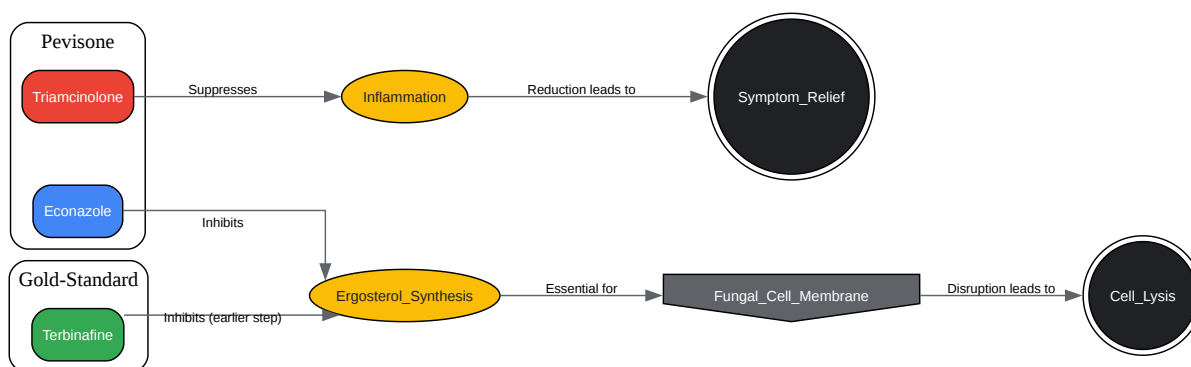 Pevisone
Triamcinolone
Suppresses
Inflammation
Reduction leads to
Symptom_Relief
Econazole
Inhibits
Gold-Standard
Terbinafine
Inhibits (earlier step)
Ergosterol_Synthesis
Essential for
Fungal_Cell_Membrane
Disruption leads to
Cell_Lysis